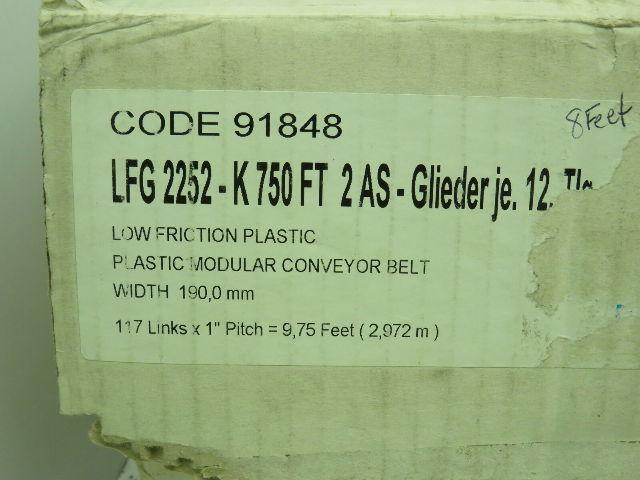 8 Feet
CODE 91848
LFG 2252 - K 750 FT 2 AS - Glieder je. 12.
LOW FRICTION PLASTIC
PLASTIC MODULAR CONVEYOR BELT
WIDTH 190,0 mm
117 Links x 1" Pitch = 9,75 Feet ( 2,972 m )